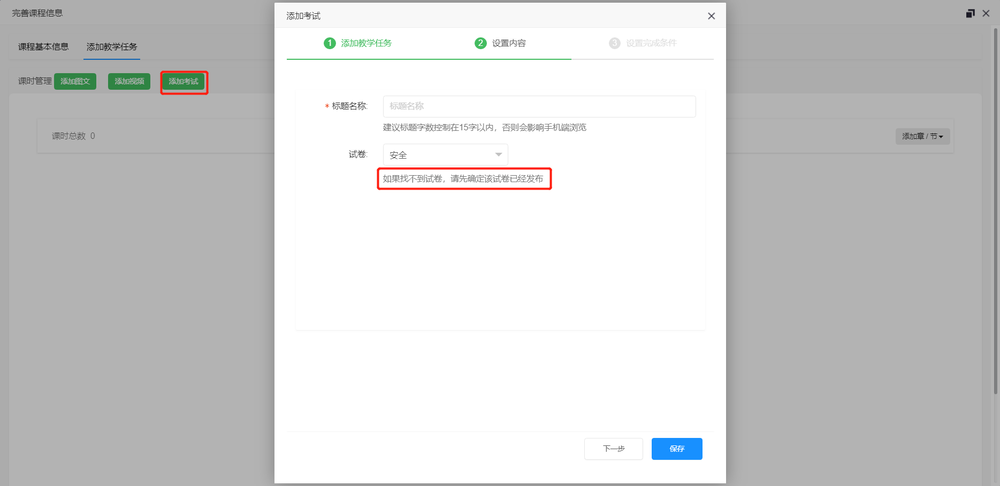 完善课程信息
课程基本信息 添加教学任务
课时管理 添加图文 添加视频 添加考试
课时总数 0
添加章 / 节
添加考试
1 添加教学任务 2 设置内容 3 设置完成条件
* 标题名称: 标题名称
建议标题字数控制在15字以内，否则会影响手机端浏览
试卷: 安全
如果找不到试卷，请先确定该试卷已经发布
下一步 保存